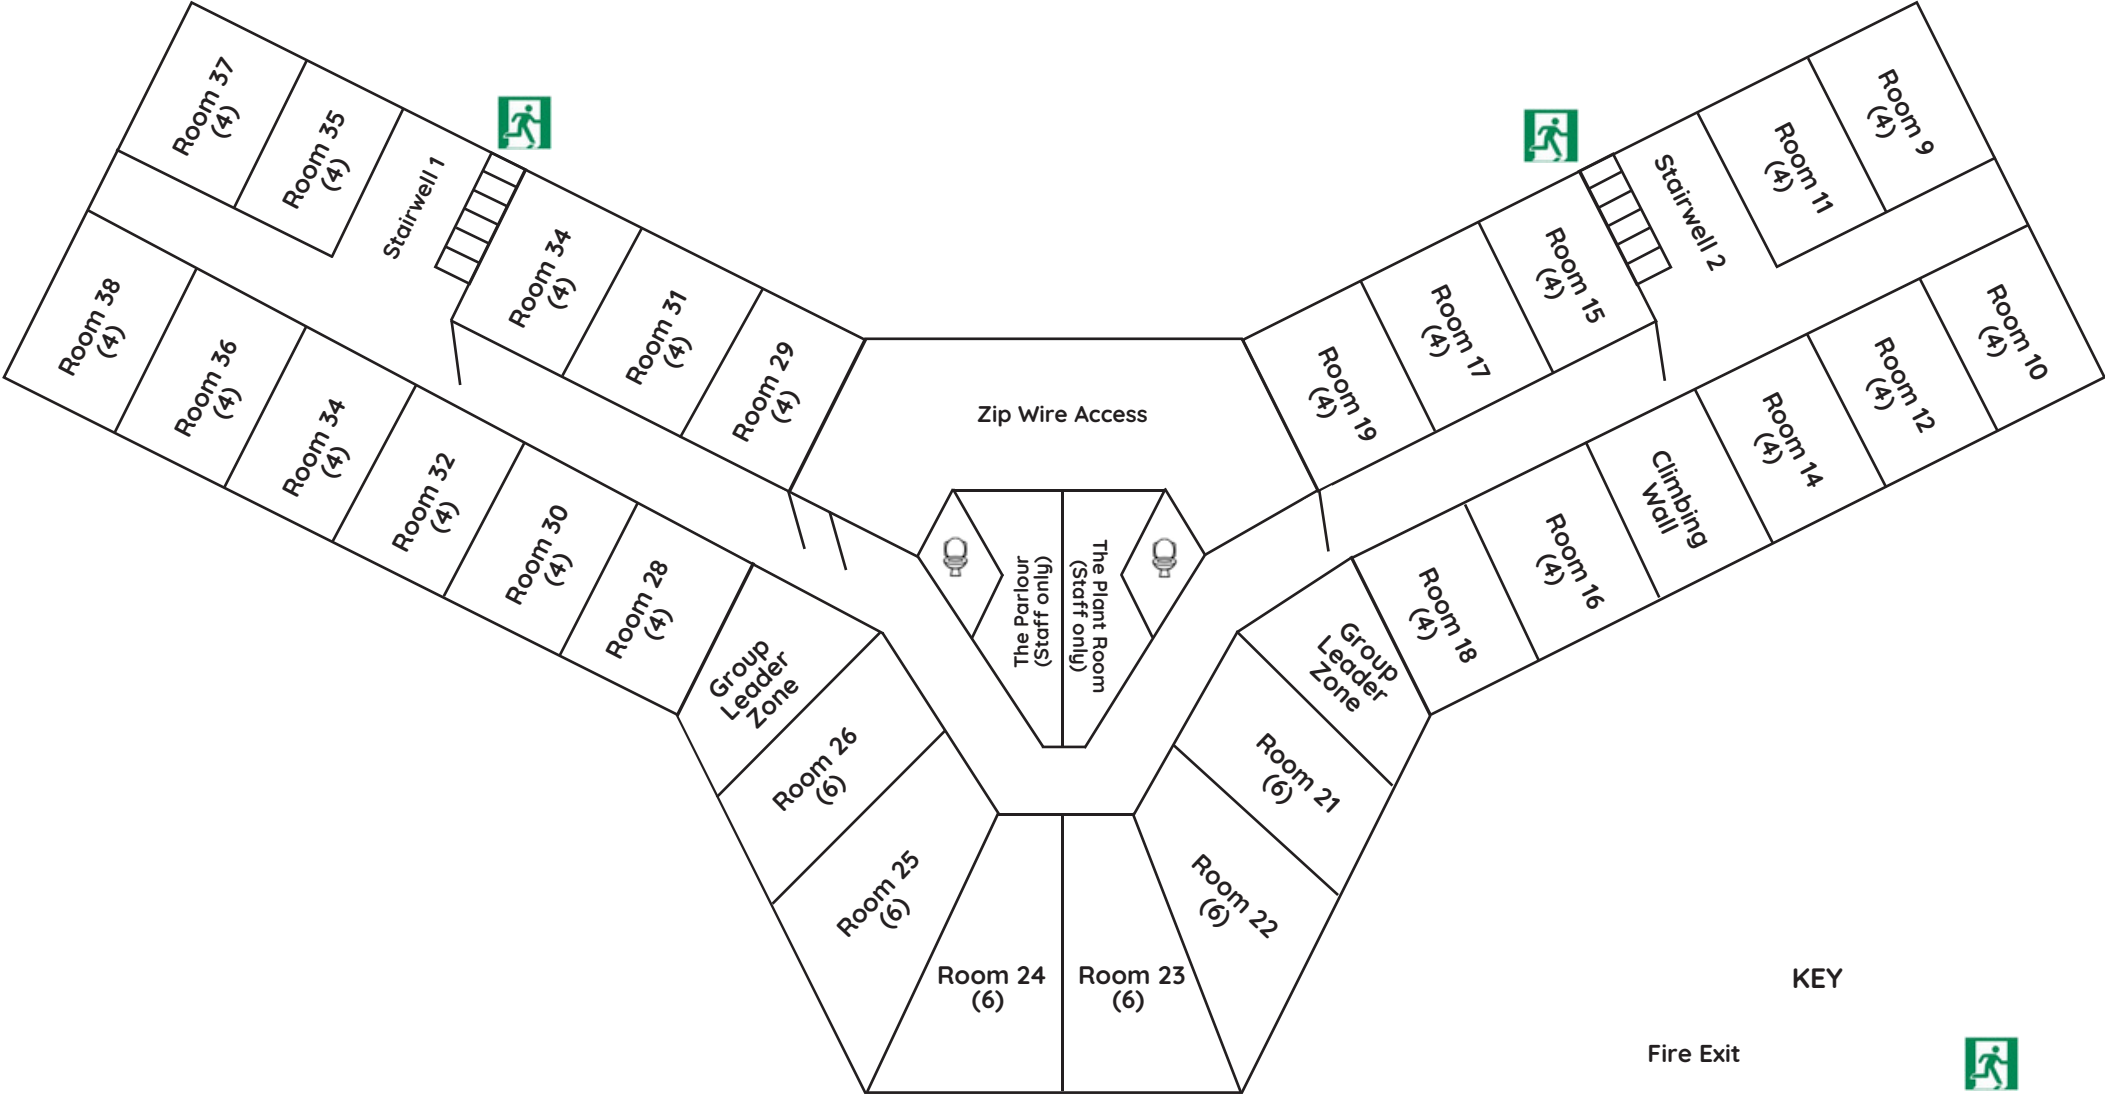 Room 37
(4)
Room 35
(4)
Stairwell 1
Room 34
(4)
Room 31
(4)
Room 29
(4)
Room 38
(4)
Room 36
(4)
Room 34
(4)
Room 32
(4)
Room 30
(4)
Room 28
(4)
Group
Leader
Zone
Room 26
(6)
Room 25
(6)
Room 24
(6)
Room 23
(6)
Room 22
(6)
Room 21
(6)
Group
Leader
Zone
Zip Wire Access
The Parlour
(Staff only)
The Plant Room
(Staff only)
Room 19
(4)
Room 17
(4)
Room 15
(4)
Stairwell 2
Room 11
(4)
Room 9
(4)
Room 18
(4)
Room 16
(4)
Climbing
Wall
Room 14
(4)
Room 12
(4)
Room 10
(4)
KEY
Fire Exit